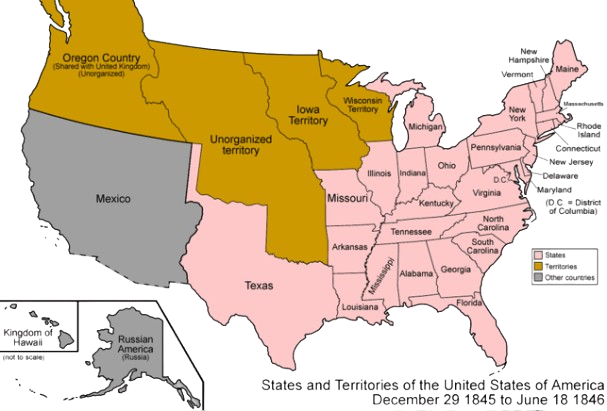 Oregon Country
(Shared with United Kingdom)
(Unorganized)
Unorganized
territory
Iowa
Territory
Wisconsin
Territory
Mexico
Texas
Missouri
Arkansas
Louisiana
Mississippi
Alabama
Georgia
Florida
Tennessee
Kentucky
Illinois
Indiana
Ohio
Michigan
Virginia
North
Carolina
South
Carolina
Pennsylvania
New
York
New
Hampshire
Vermont
Maine
Massachusetts
Rhode
Island
Connecticut
New Jersey
Delaware
Maryland
D.C.
(D.C. = District
of Columbia)
States
Territories
Other countries
Kingdom of
Hawaii
(not to scale)
Russian
America
(Russia)
States and Territories of the United States of America
December 29 1845 to June 18 1846